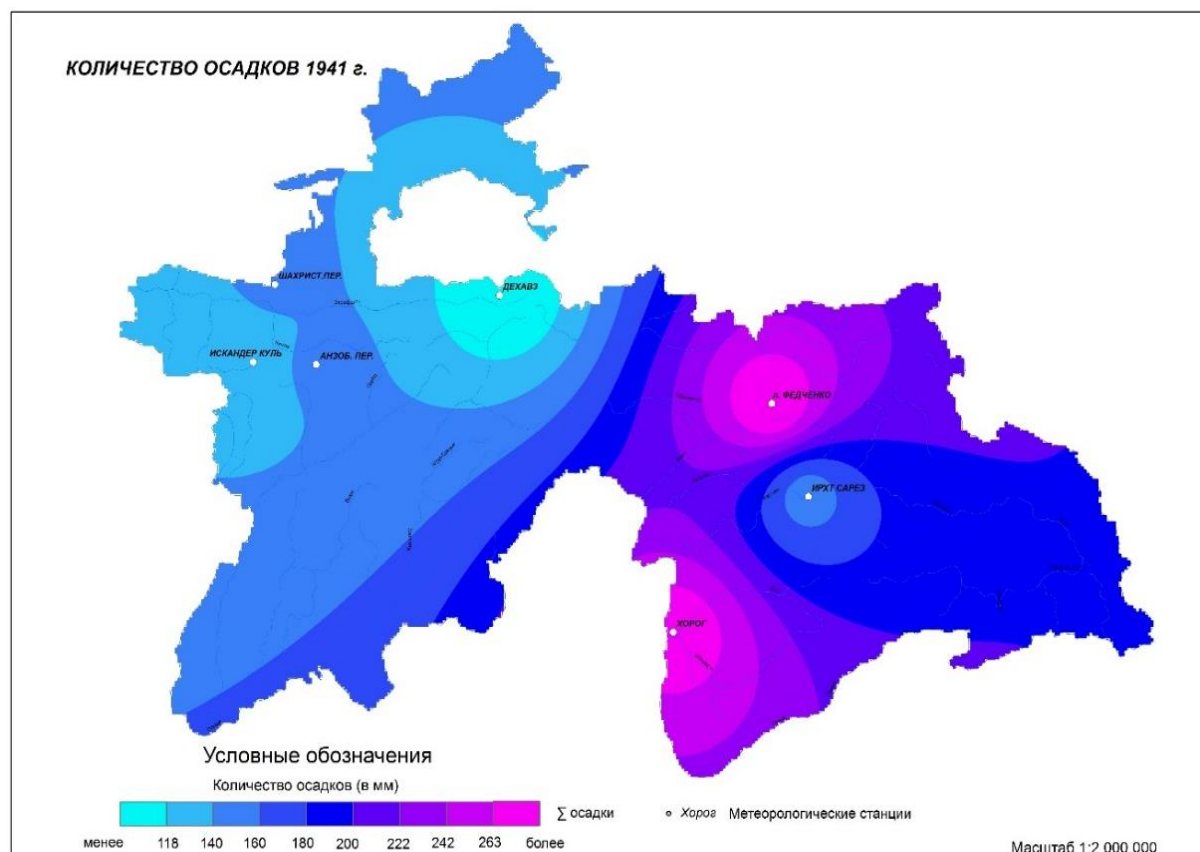 КОЛИЧЕСТВО ОСАДКОВ 1941 г.
ШАХРИСТ.ПЕР.
ДЕХАВЗ
ИСКАНДЕР КУЛЬ
АНЗОБ. ПЕР.
Л. ФЕДЧЕНКО
ИРХТ САРЕЗ
ХОРОГ
Условные обозначения
Количество осадков (в мм)
∑ осадки
Хорог Метеорологические станции
менее 118 140 160 180 200 222 242 263 более
Масштаб 1:2 000 000